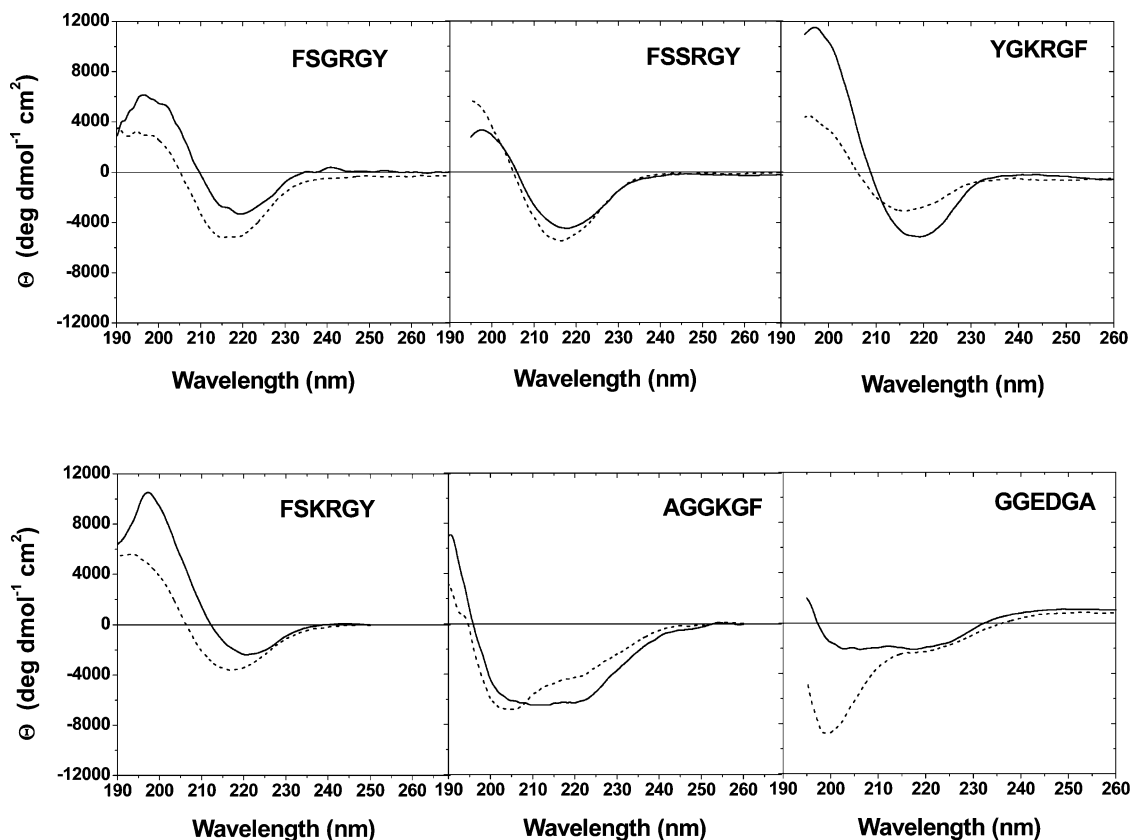 12000
8000
4000
0
-4000
-8000
-12000
Θ (deg dmol-1 cm2)
FSGRGY
FSSRGY
YGKRGF
190 200 210 220 230 240 250 260
190 200 210 220 230 240 250 260
190 200 210 220 230 240 250 260
Wavelength (nm)
Wavelength (nm)
Wavelength (nm)
12000
8000
4000
0
-4000
-8000
-12000
Θ (deg dmol-1 cm2)
FSKRGY
AGGKGF
GGEDGA
190 200 210 220 230 240 250 260
190 200 210 220 230 240 250 260
190 200 210 220 230 240 250 260
Wavelength (nm)
Wavelength (nm)
Wavelength (nm)